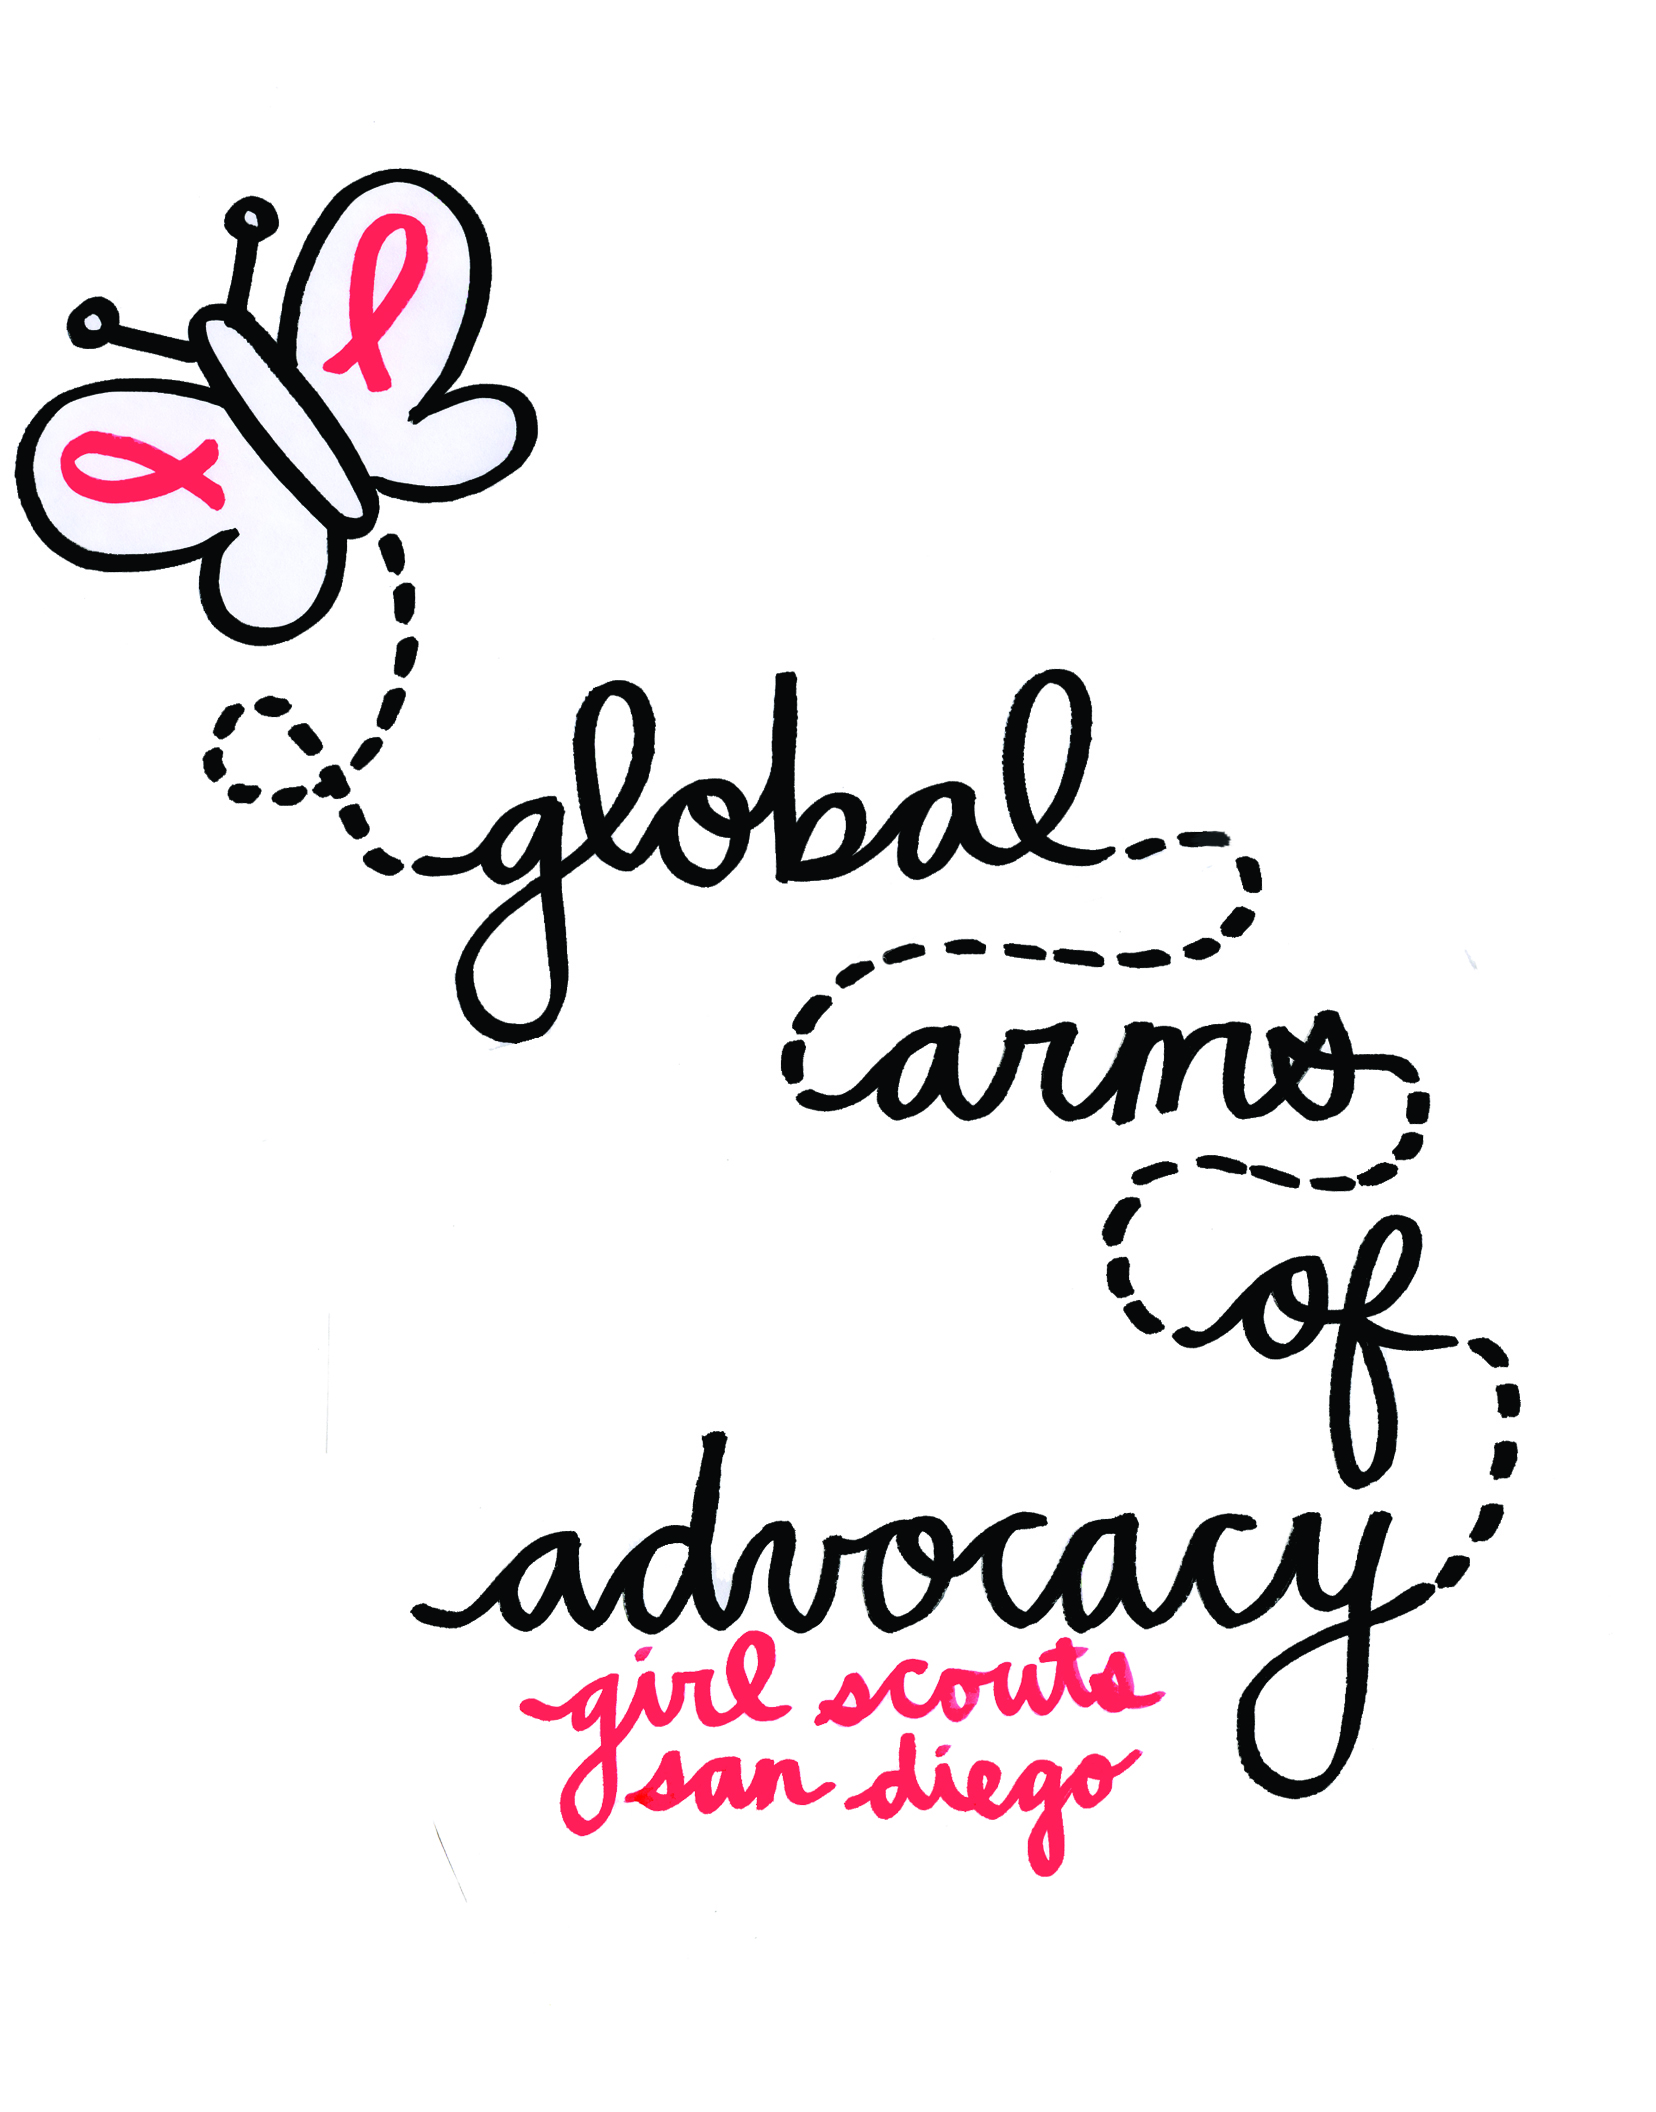 global
arms
of
advocacy
girl scouts
san diego